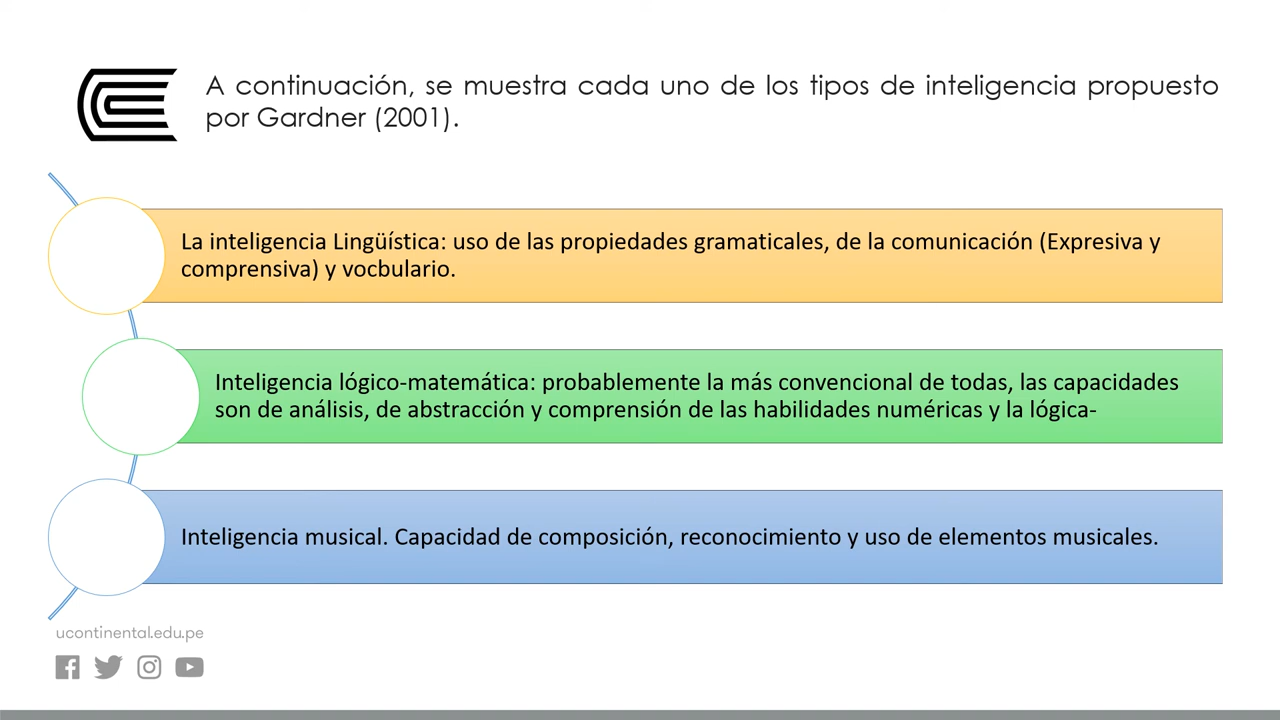 A continuación, se muestra cada uno de los tipos de inteligencia propuesto
por Gardner (2001).
La inteligencia Lingüística: uso de las propiedades gramaticales, de la comunicación (Expresiva y
comprensiva) y vocbulario.
Inteligencia lógico-matemática: probablemente la más convencional de todas, las capacidades
son de análisis, de abstracción y comprensión de las habilidades numéricas y la lógica-
Inteligencia musical. Capacidad de composición, reconocimiento y uso de elementos musicales.
ucontinental.edu.pe